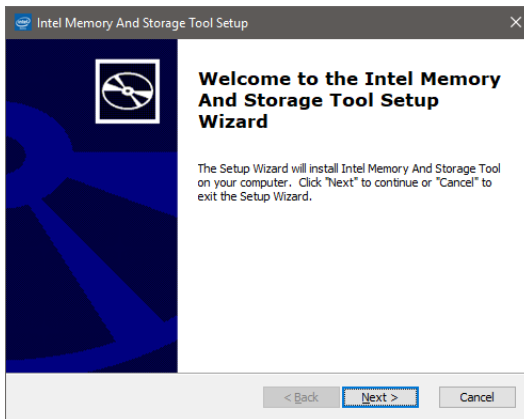 Intel Memory And Storage Tool Setup
Welcome to the Intel Memory
And Storage Tool Setup
Wizard
The Setup Wizard will install Intel Memory And Storage Tool
on your computer. Click "Next" to continue or "Cancel" to
exit the Setup Wizard.
< Back Next > Cancel